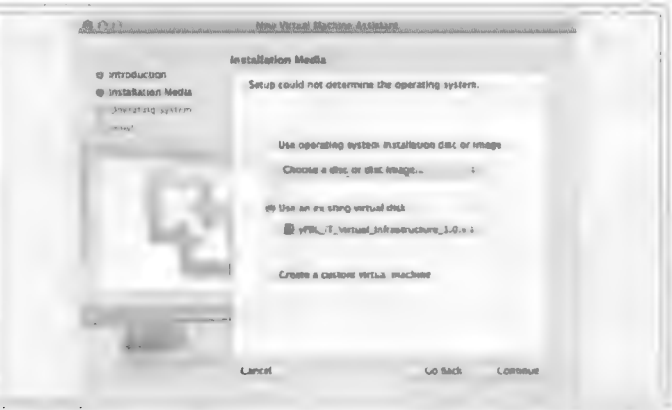 New Virtual Machine Assistant
Installation Media
Introduction
Installation Media
Operating System
Setup could not determine the operating system.
Use operating system installation disc or image
Choose a disc or disc image...
Use an existing virtual disk
Create a custom virtual machine
Cancel
Go Back
Continue